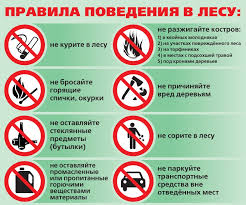 ПРАВИЛА ПОВЕДЕНИЯ В ЛЕСУ:
не курите в лесу
не разжигайте костров:
1) в хвойных молодняках
2) на участках повреждённого леса
3) на торфяниках
4) в местах с подсохшей травой
5) под кронами деревьев
не бросайте
горящие
спички, окурки
не причиняйте
вред деревьям
не оставляйте
стеклянные
предметы
(бутылки)
не сорите в лесу
не оставляйте
промасленные
или пропитанные
горючими
веществами
материалы
не паркуйте
транспортные
средства вне
отведённых мест